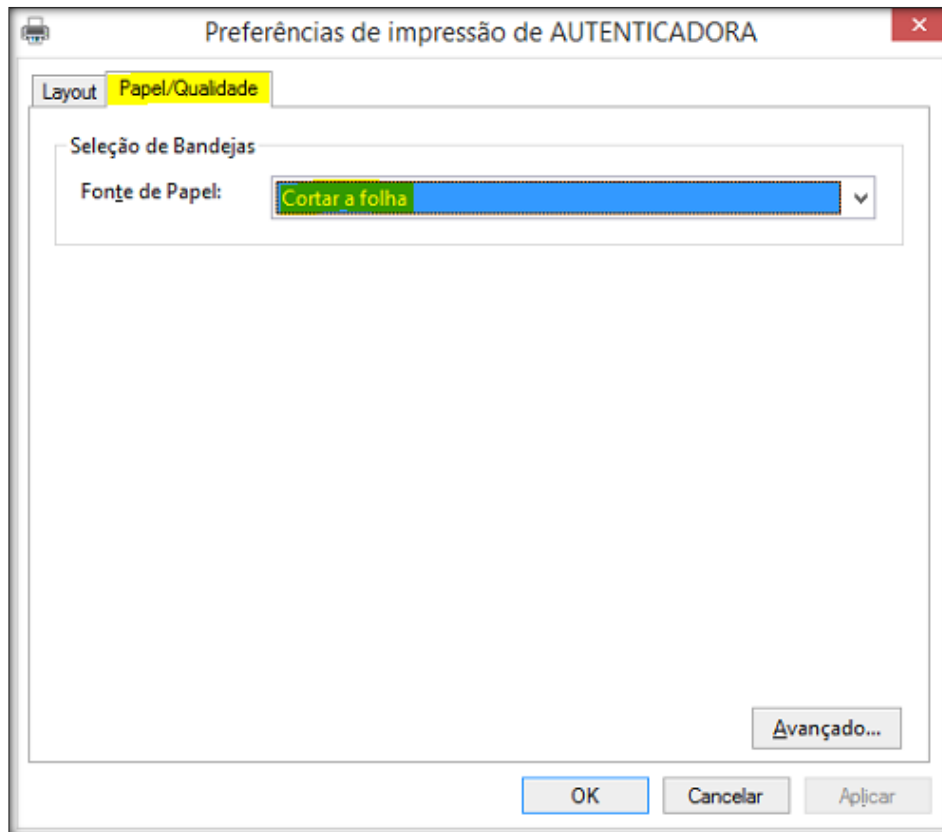 Preferências de impressão de AUTENTICADORA
Layout
Papel/Qualidade
Seleção de Bandejas
Fonte de Papel:
Cortar a folha
Avançado...
OK
Cancelar
Aplicar